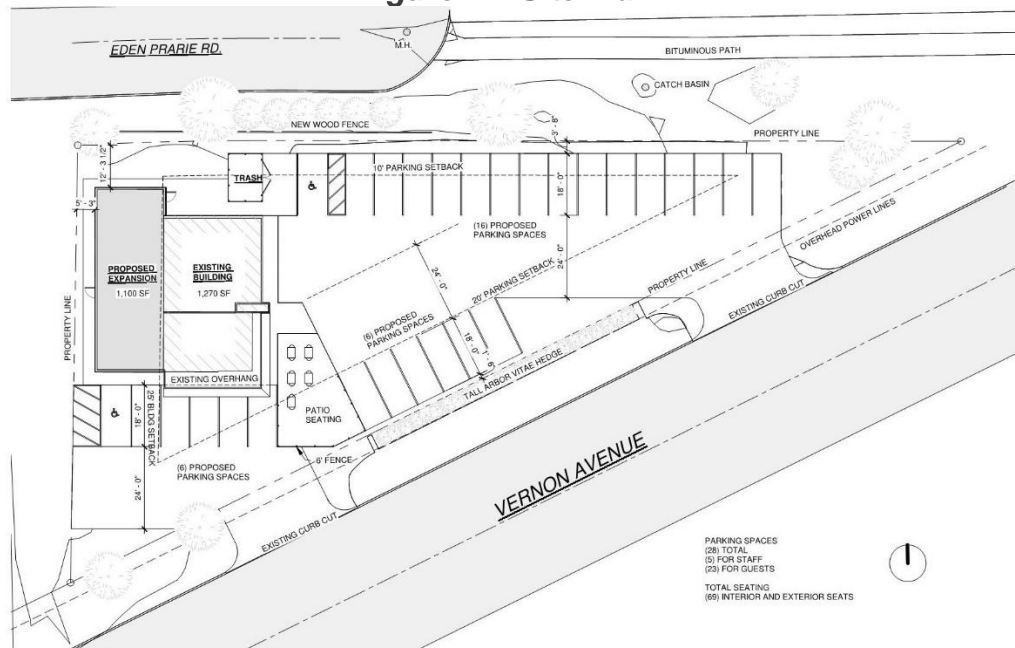 EDEN PRARIE RD.
M.H.
BITUMINOUS PATH
CATCH BASIN
NEW WOOD FENCE
PROPERTY LINE
3' - 8"
12' - 3 1/2"
TRASH
10' PARKING SETBACK
18' - 0"
5' - 3"
(16) PROPOSED
PARKING SPACES
24' - 0"
OVERHEAD POWER LINES
PROPOSED
EXPANSION
1,100 SF
EXISTING
BUILDING
1,270 SF
24' - 0"
20' PARKING SETBACK
PROPERTY LINE
EXISTING CURB CUT
PROPERTY LINE
(6) PROPOSED
PARKING SPACES
18' - 0"
1' - 6"
TALL ARBOR VITAE HEDGE
EXISTING OVERHANG
25' BLDG SETBACK
18' - 0"
PATIO
SEATING
6' FENCE
(6) PROPOSED
PARKING SPACES
24' - 0"
EXISTING CURB CUT
VERNON AVENUE
PARKING SPACES
(28) TOTAL
(5) FOR STAFF
(23) FOR GUESTS
TOTAL SEATING
(69) INTERIOR AND EXTERIOR SEATS